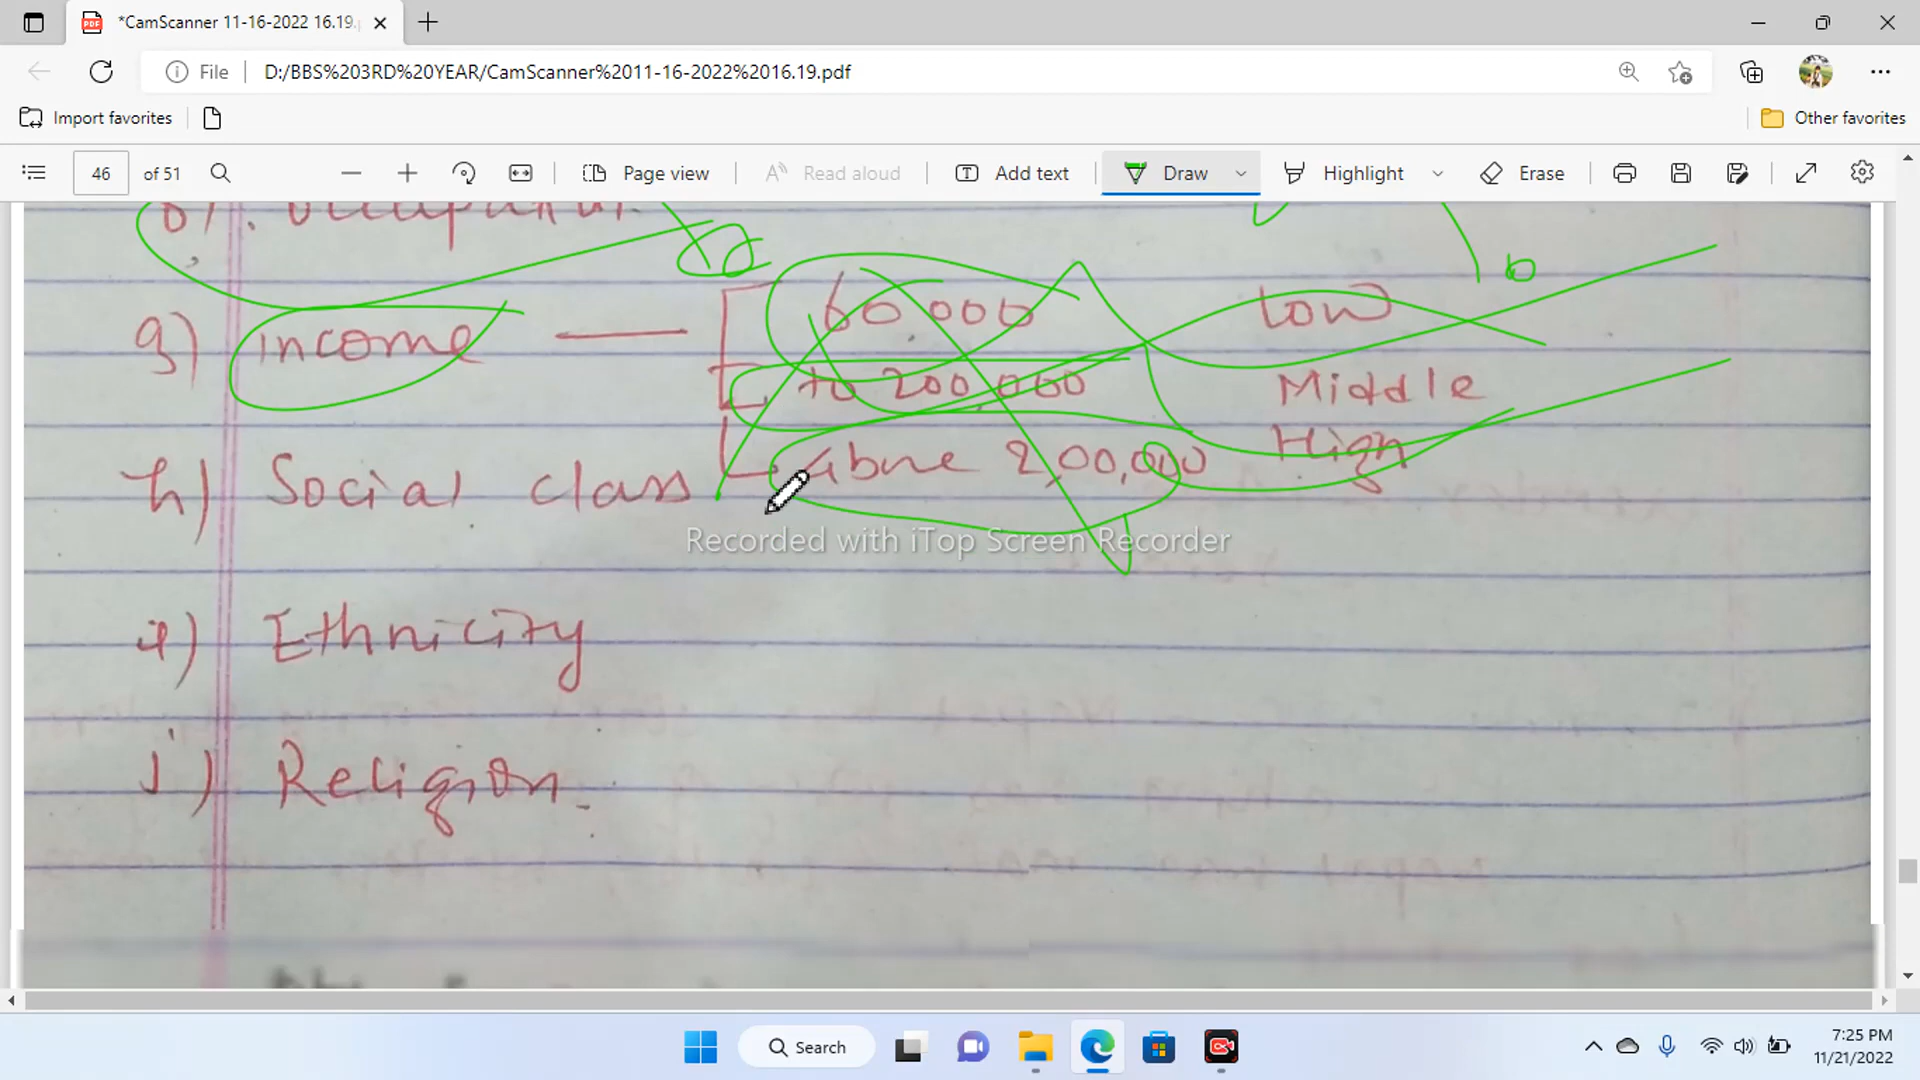 *CamScanner 11-16-2022 16.19.
File D:/BBS%203RD%20YEAR/CamScanner%2011-16-2022%2016.19.pdf
Import favorites Other favorites
46 of 51 Page view Read aloud Add text Draw Highlight Erase
g) income 60,000 Low
to 200,000 Middle
Above 2,00,000 High
h) Social class
Recorded with iTop Screen Recorder
i) Ethnicity
j) Religion
Search
7:25 PM
11/21/2022